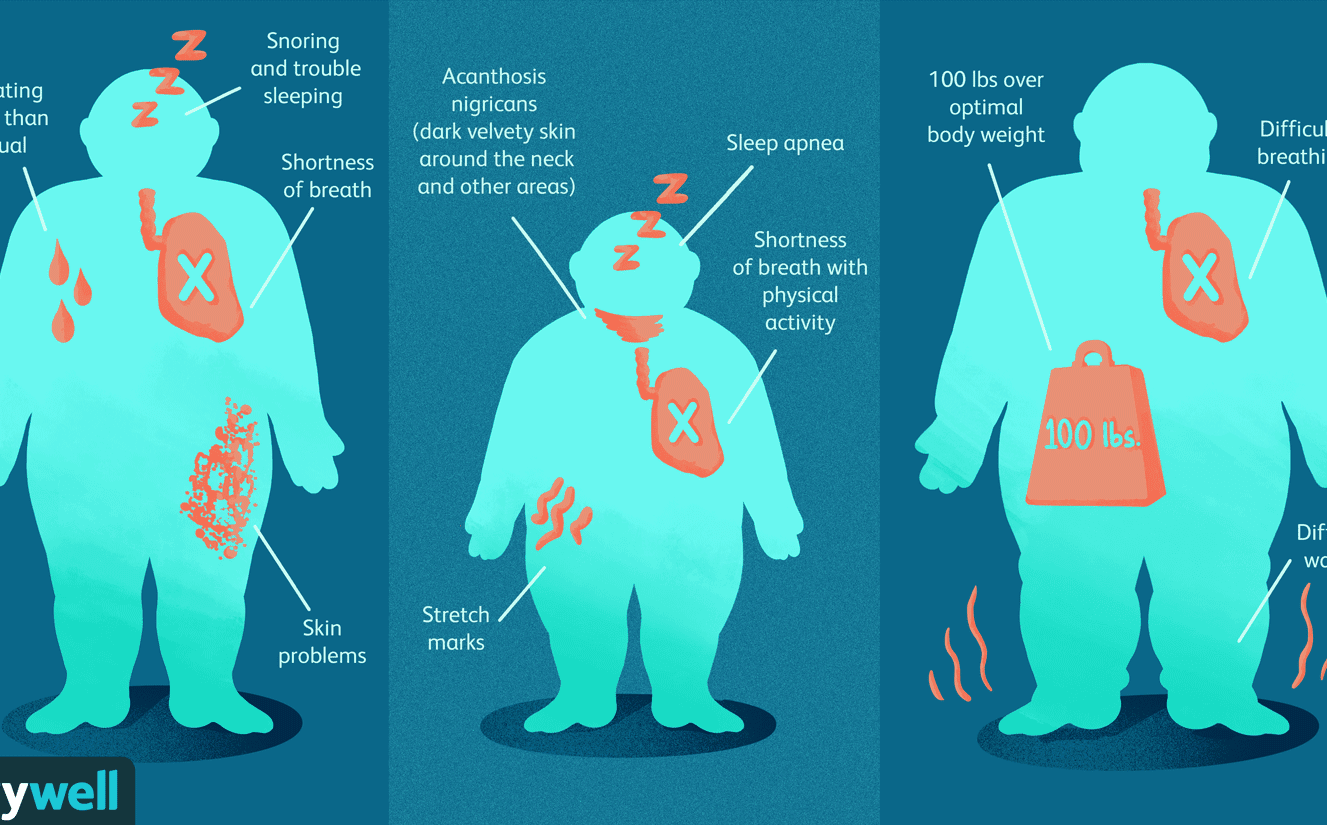 Snoring
and trouble
sleeping
ating
than
ual
Shortness
of breath
Skin
problems
Acanthosis
nigricans
(dark velvety skin
around the neck
and other areas)
Sleep apnea
Shortness
of breath with
physical
activity
Stretch
marks
100 lbs over
optimal
body weight
Difficul
breathi
100 lbs.
Dif
wa
ywell